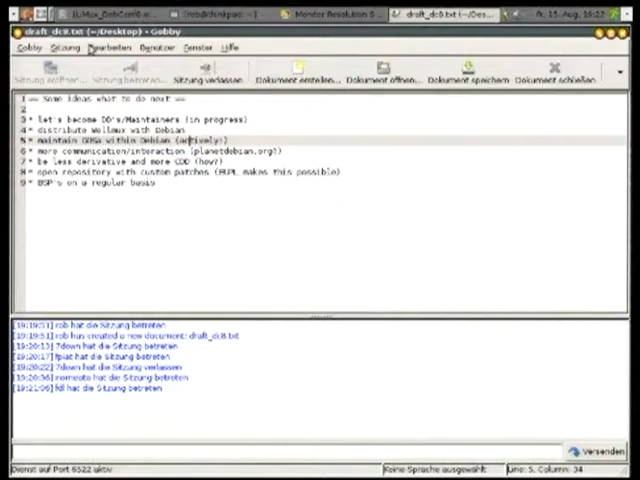 draft_dc8.txt (~/Desktop) - Gobby
Gobby Sitzung Bearbeiten Benutzer Fenster Hilfe
Sitzung verlassen Dokument erstellen... Dokument öffnen... Dokument speichern Dokument schließen
1 == Some ideas what to do next ==
2
3 * let's become DD's/Maintainers (in progress)
4 * distribute Wollmux with Debian
5 * maintain GOSa within Debian (actively!)
6 * more communication/interaction (planetdebian.org?)
7 * be less derivative and more CDD (how?)
8 * open repository with custom patches (EUPL makes this possible)
9 * BSP's on a regular basis
[19:19:51] rob hat die Sitzung betreten
[19:19:51] rob has created a new document: draft_dc8.txt
[19:20:13] 7down hat die Sitzung betreten
[19:20:17] fpiat hat die Sitzung betreten
[19:20:22] 7down hat die Sitzung verlassen
[19:20:36] nomeata hat die Sitzung betreten
[19:21:06] fdl hat die Sitzung betreten
Versenden
Dienst auf Port 6522 aktiv Keine Sprache ausgewählt Line: 5, Column: 34